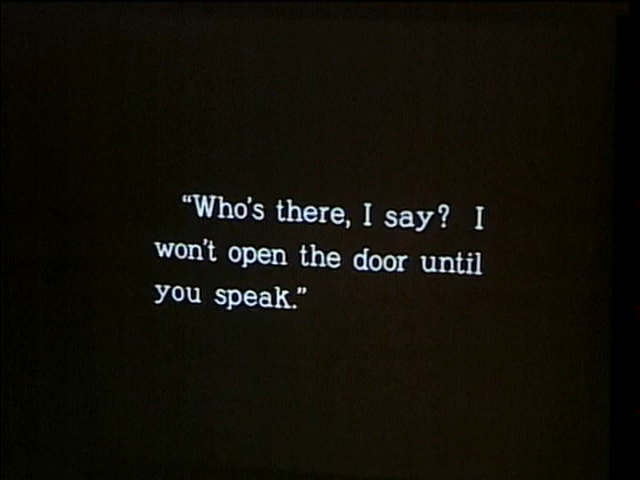 “Who's there, I say? I
won't open the door until
you speak.”